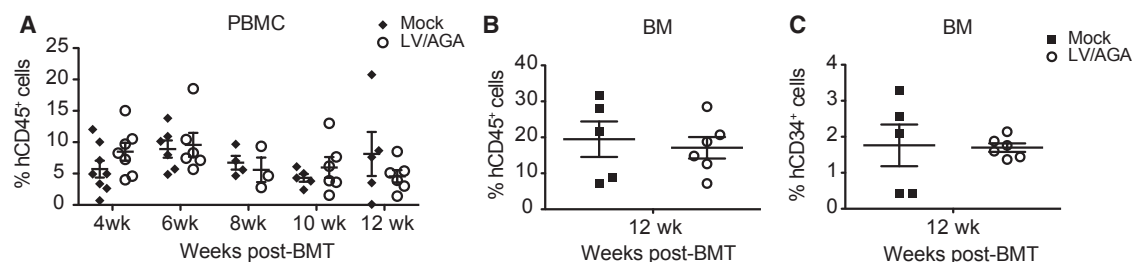 A
PBMC
Mock
LV/AGA
% hCD45⁺ cells
25
20
15
10
5
0
4wk
6wk
8wk
10 wk
12 wk
Weeks post-BMT
B
BM
% hCD45⁺ cells
40
30
20
10
0
12 wk
Weeks post-BMT
C
BM
Mock
LV/AGA
% hCD34⁺ cells
4
3
2
1
0
12 wk
Weeks post-BMT